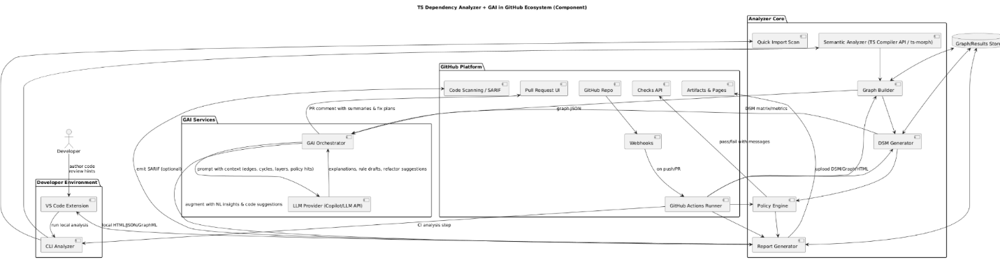 TS Dependency Analyzer + GAI in GitHub Ecosystem (Component)
Analyzer Core
Quick Import Scan
Semantic Analyzer (TS Compiler API / ts-morph)
Graph/Results Store
GitHub Platform
Code Scanning / SARIF
Pull Request UI
GitHub Repo
Checks API
Artifacts & Pages
Graph Builder
PR comment with summaries & fix plans
graph JSON
DSM matrix/metrics
GAI Services
GAI Orchestrator
Webhooks
pass/fail with messages
DSM Generator
Developer
author code
review hints
emit SARIF (optional)
prompt with context (edges, cycles, layers, policy hits)
explanations, rule drafts, refactor suggestions
on push/PR
upload DSM/Graph HTML
Developer Environment
VS Code Extension
augment with NL insights & code suggestions
LLM Provider (Copilot/LLM API)
GitHub Actions Runner
Policy Engine
run local analysis
local HTML/JSON/GraphML
CI analysis step
CLI Analyzer
Report Generator